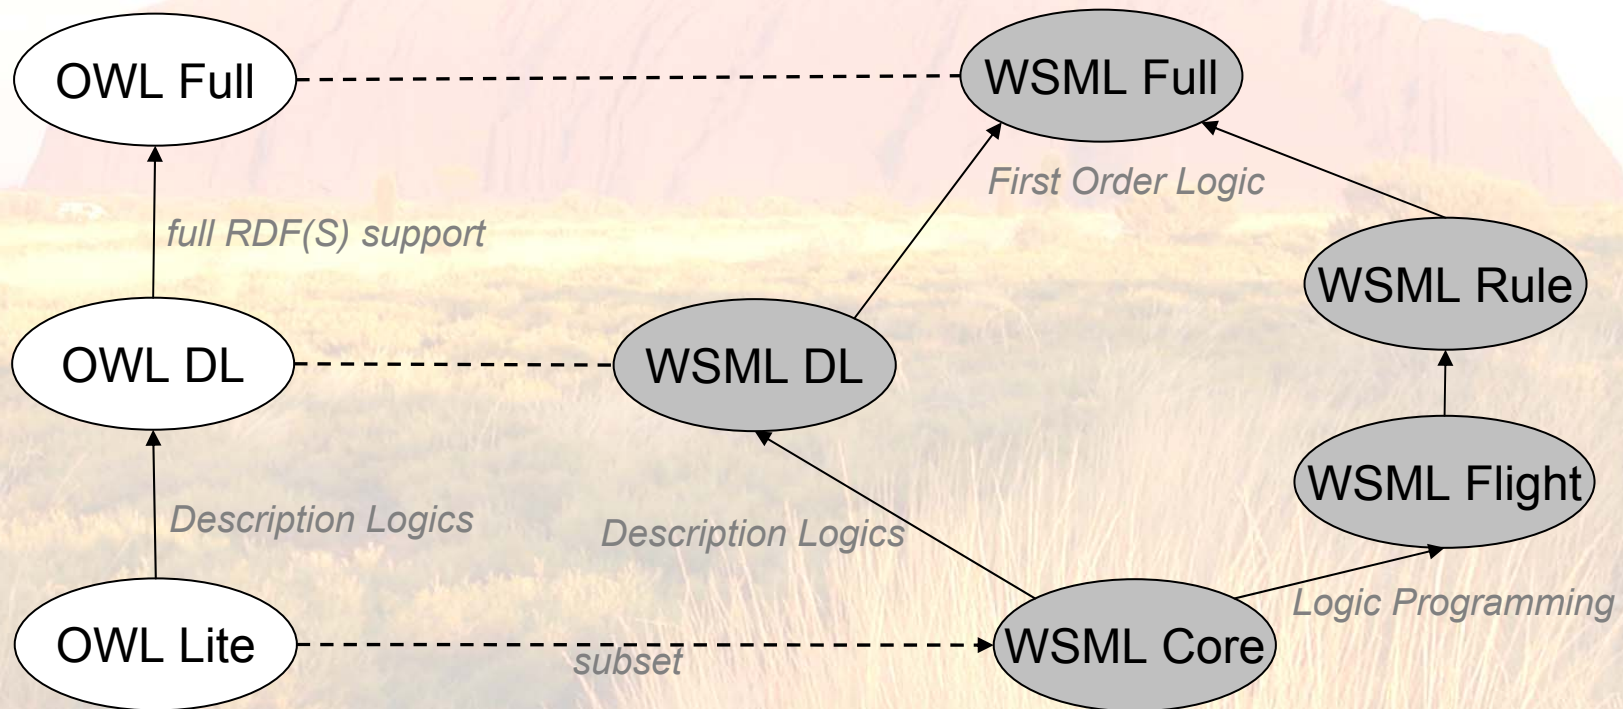 OWL Full
WSML Full
First Order Logic
full RDF(S) support
WSML Rule
OWL DL
WSML DL
WSML Flight
Description Logics
Description Logics
Logic Programming
OWL Lite
subset
WSML Core